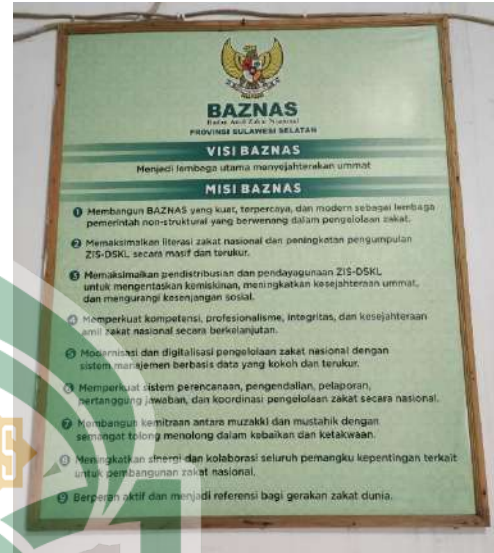 BAZNAS
Badan Amil Zakat Nasional
PROVINSI SULAWESI SELATAN
VISI BAZNAS
Menjadi lembaga utama menyejahterakan ummat
MISI BAZNAS
1 Membangun BAZNAS yang kuat, terpercaya, dan modern sebagai lembaga
pemerintah non-struktural yang berwenang dalam pengelolaan zakat.
2 Memaksimalkan literasi zakat nasional dan peningkatan pengumpulan
ZIS-DSKL secara masif dan terukur.
3 Memaksimalkan pendistribusian dan pendayagunaan ZIS-DSKL
untuk mengentaskan kemiskinan, meningkatkan kesejahteraan ummat,
dan mengurangi kesenjangan sosial.
4 Memperkuat kompetensi, profesionalisme, integritas, dan kesejahteraan
amil zakat nasional secara berkelanjutan.
5 Modernisasi dan digitalisasi pengelolaan zakat nasional dengan
sistem manajemen berbasis data yang kokoh dan terukur.
6 Memperkuat sistem perencanaan, pengendalian, pelaporan,
pertanggung jawaban, dan koordinasi pengelolaan zakat secara nasional.
7 Membangun kemitraan antara muzakki dan mustahik dengan
semangat tolong menolong dalam kebaikan dan ketakwaan.
8 Meningkatkan sinergi dan kolaborasi seluruh pemangku kepentingan terkait
untuk pembangunan zakat nasional.
9 Berperan aktif dan menjadi referensi bagi gerakan zakat dunia.